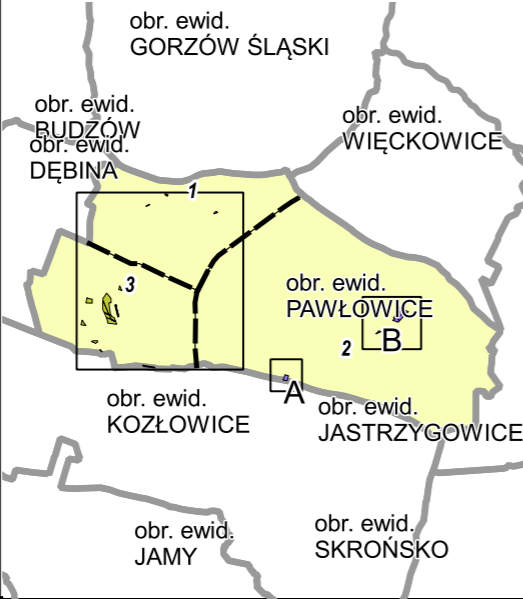 obr. ewid.
GORZÓW ŚLĄSKI
obr. ewid.
BUDZÓW
obr. ewid.
DĘBINA
obr. ewid.
WIĘCKOWICE
1
3
obr. ewid.
PAWŁOWICE
2
B
A
obr. ewid.
KOZŁOWICE
obr. ewid.
JASTRZYGOWICE
obr. ewid.
JAMY
obr. ewid.
SKROŃSKO